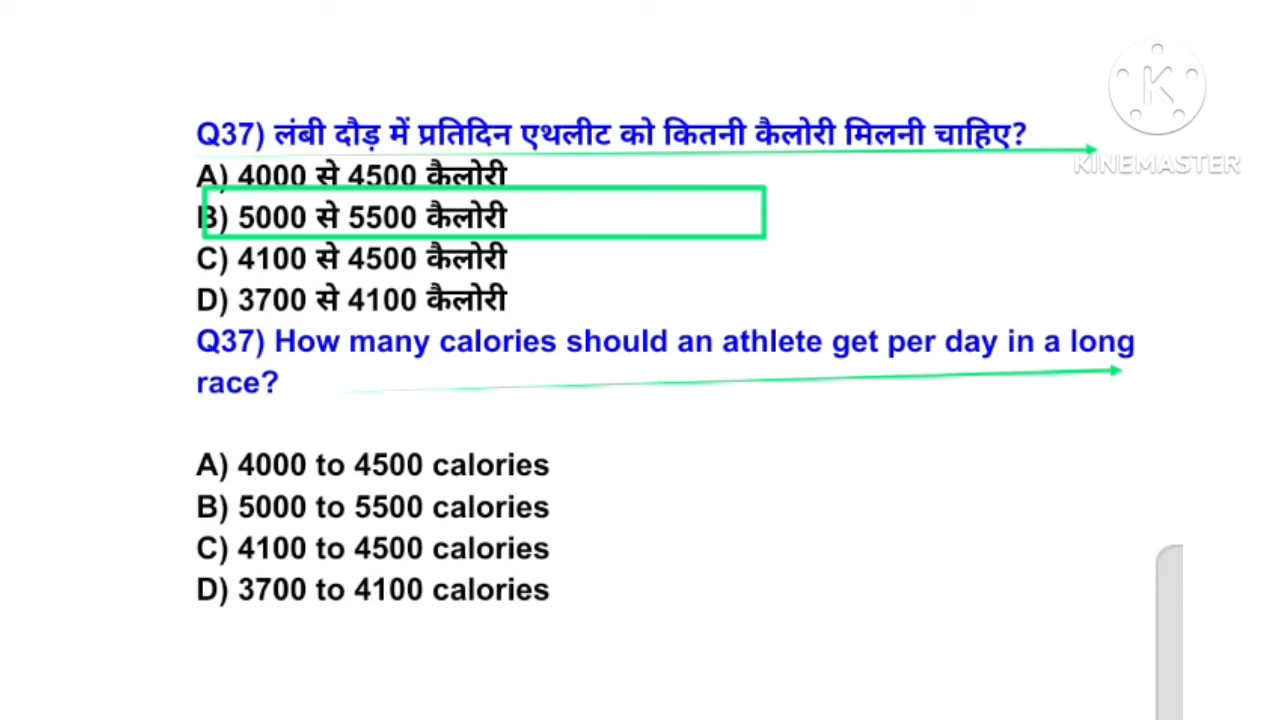 Q37) लंबी दौड़ में प्रतिदिन एथलीट को कितनी कैलोरी मिलनी चाहिए?
A) 4000 से 4500 कैलोरी
B) 5000 से 5500 कैलोरी
C) 4100 से 4500 कैलोरी
D) 3700 से 4100 कैलोरी
Q37) How many calories should an athlete get per day in a long
race?
A) 4000 to 4500 calories
B) 5000 to 5500 calories
C) 4100 to 4500 calories
D) 3700 to 4100 calories
K
KINEMASTER